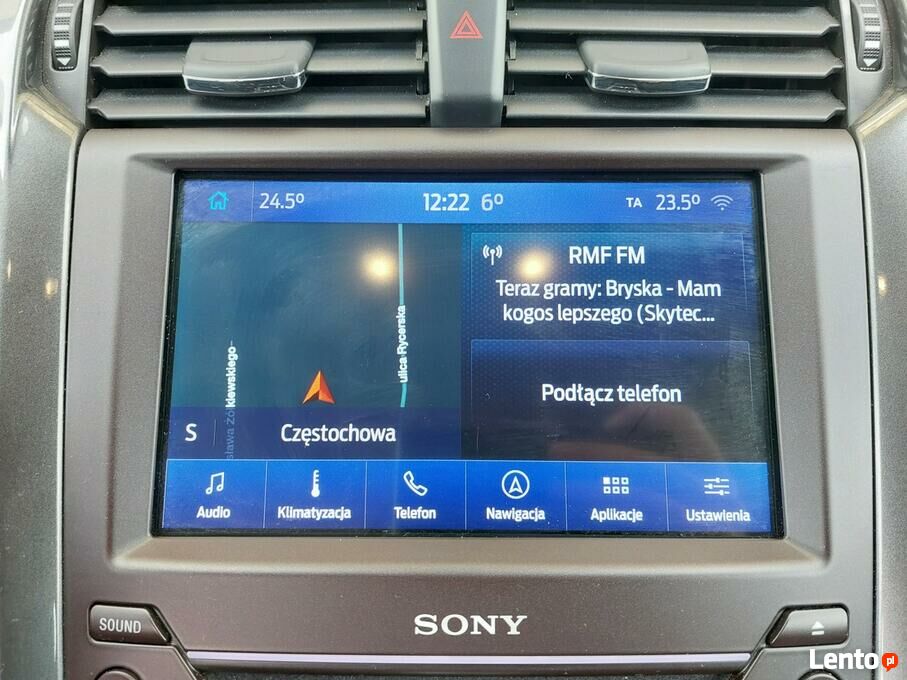 24.5° 12:22 6° TA 23.5°
RMF FM
Teraz gramy: Bryska - Mam
kogos lepszego (Skytec...
ulica Rycerska
Podłącz telefon
S Częstochowa
Audio Klimatyzacja Telefon Nawigacja Aplikacje Ustawienia
SOUND SONY
Lento pl